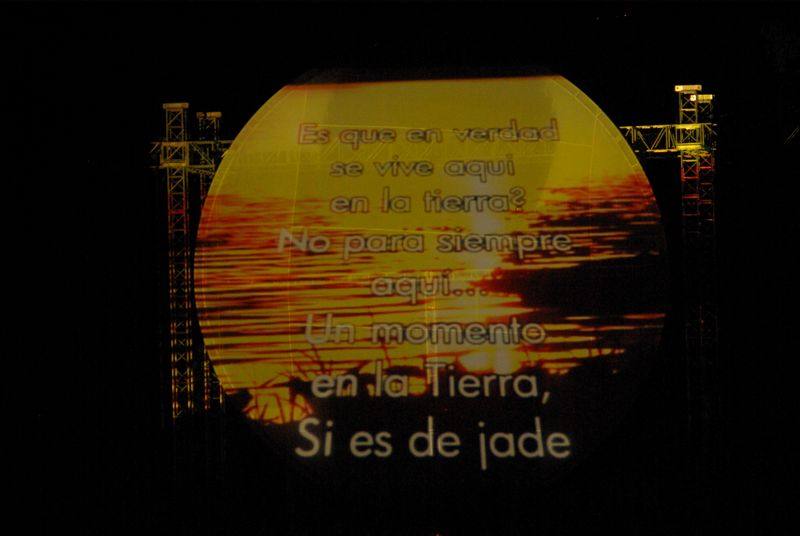 Es que en verdad
se vive aqui
en la tierra?
No para siempre
aqui...
Un momento
en la Tierra,
Si es de jade